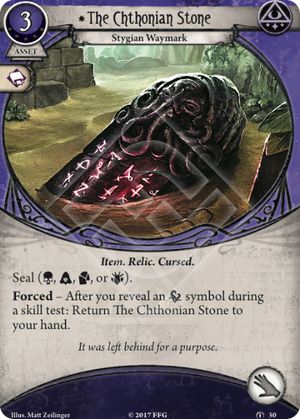 3
The Chthonian Stone
ASSET
Stygian Waymark
Item. Relic. Cursed.
Seal (, , , or ).
Forced – After you reveal an symbol during
a skill test: Return The Chthonian Stone to
your hand.
It was left behind for a purpose.
Illus. Matt Zeilinger
© 2017 FFG
30